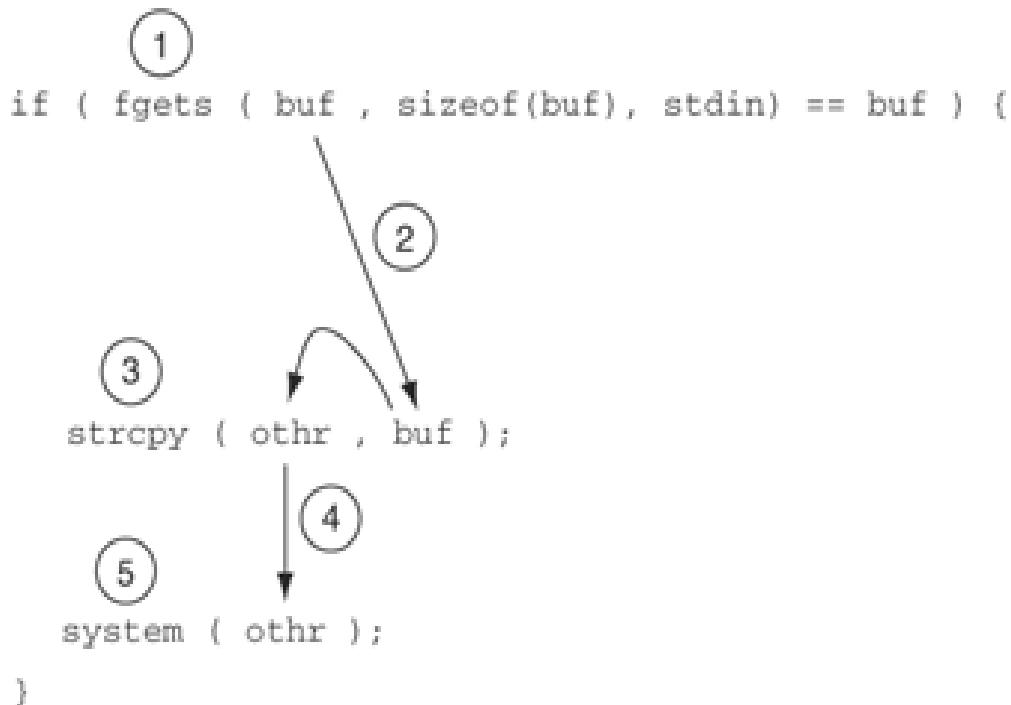 1
if ( fgets ( buf , sizeof(buf), stdin) == buf ) {
2
3
strcpy ( othr , buf );
4
5
system ( othr );
}